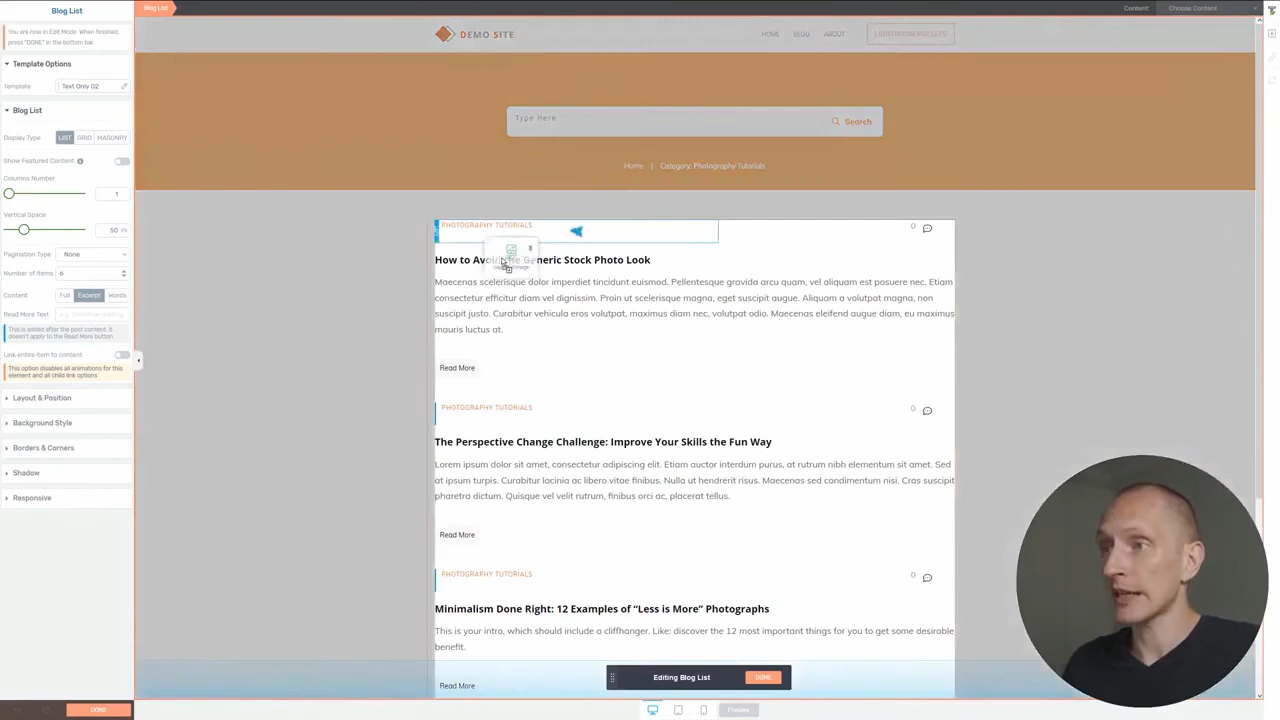 Blog List
You are now in Edit Mode. When finished,
press "DONE" in the bottom bar
Template Options
Template
Text Only 02
Blog List
Display Type
LIST
GRID
MASONRY
Show Featured Content
Columns Number
1
Vertical Space
50
Pagination Type
None
Number of Items
6
Content
Full
Excerpt
Words
Read More Text
e.g. Continue reading
This is added after the post content, it
doesn't apply to the Read More button.
Link entire item to content
This option disables all animations for this
element and all child link options
Layout & Position
Background Style
Borders & Corners
Shadow
Responsive
DONE
Blog List
Content:
Choose Content
DEMO SITE
HOME
BLOG
ABOUT
LIGHTROOM PRESETS
Type Here
Search
Home | Category: Photography Tutorials
PHOTOGRAPHY TUTORIALS
0
How to Generic Stock Photo Look
Maecenas scelerisque dolor imperdiet tincidunt euismod. Pellentesque gravida arcu quam, vel aliquam est posuere nec. Etiam
consectetur efficitur diam vel dignissim. Proin ut scelerisque magna, eget suscipit augue. Aliquam a volutpat magna, non
suscipit justo. Curabitur vehicula eros volutpat, maximus diam nec, volutpat odio. Maecenas eleifend augue diam, eu maximus
mauris luctus at.
Read More
PHOTOGRAPHY TUTORIALS
0
The Perspective Change Challenge: Improve Your Skills the Fun Way
Lorem ipsum dolor sit amet, consectetur adipiscing elit. Etiam auctor interdum purus, at rutrum nibh elementum sit amet. Sed
at ipsum turpis. Curabitur lacinia ac libero vitae finibus. Nulla ut hendrerit risus. Maecenas sed condimentum nisi. Cras suscipit
pharetra dictum. Quisque vel velit rutrum, finibus orci ac, placerat tellus.
Read More
PHOTOGRAPHY TUTORIALS
0
Minimalism Done Right: 12 Examples of “Less is More” Photographs
This is your intro, which should include a cliffhanger. Like: discover the 12 most important things for you to get some desirable
benefit.
Read More
Editing Blog List
DONE
Preview